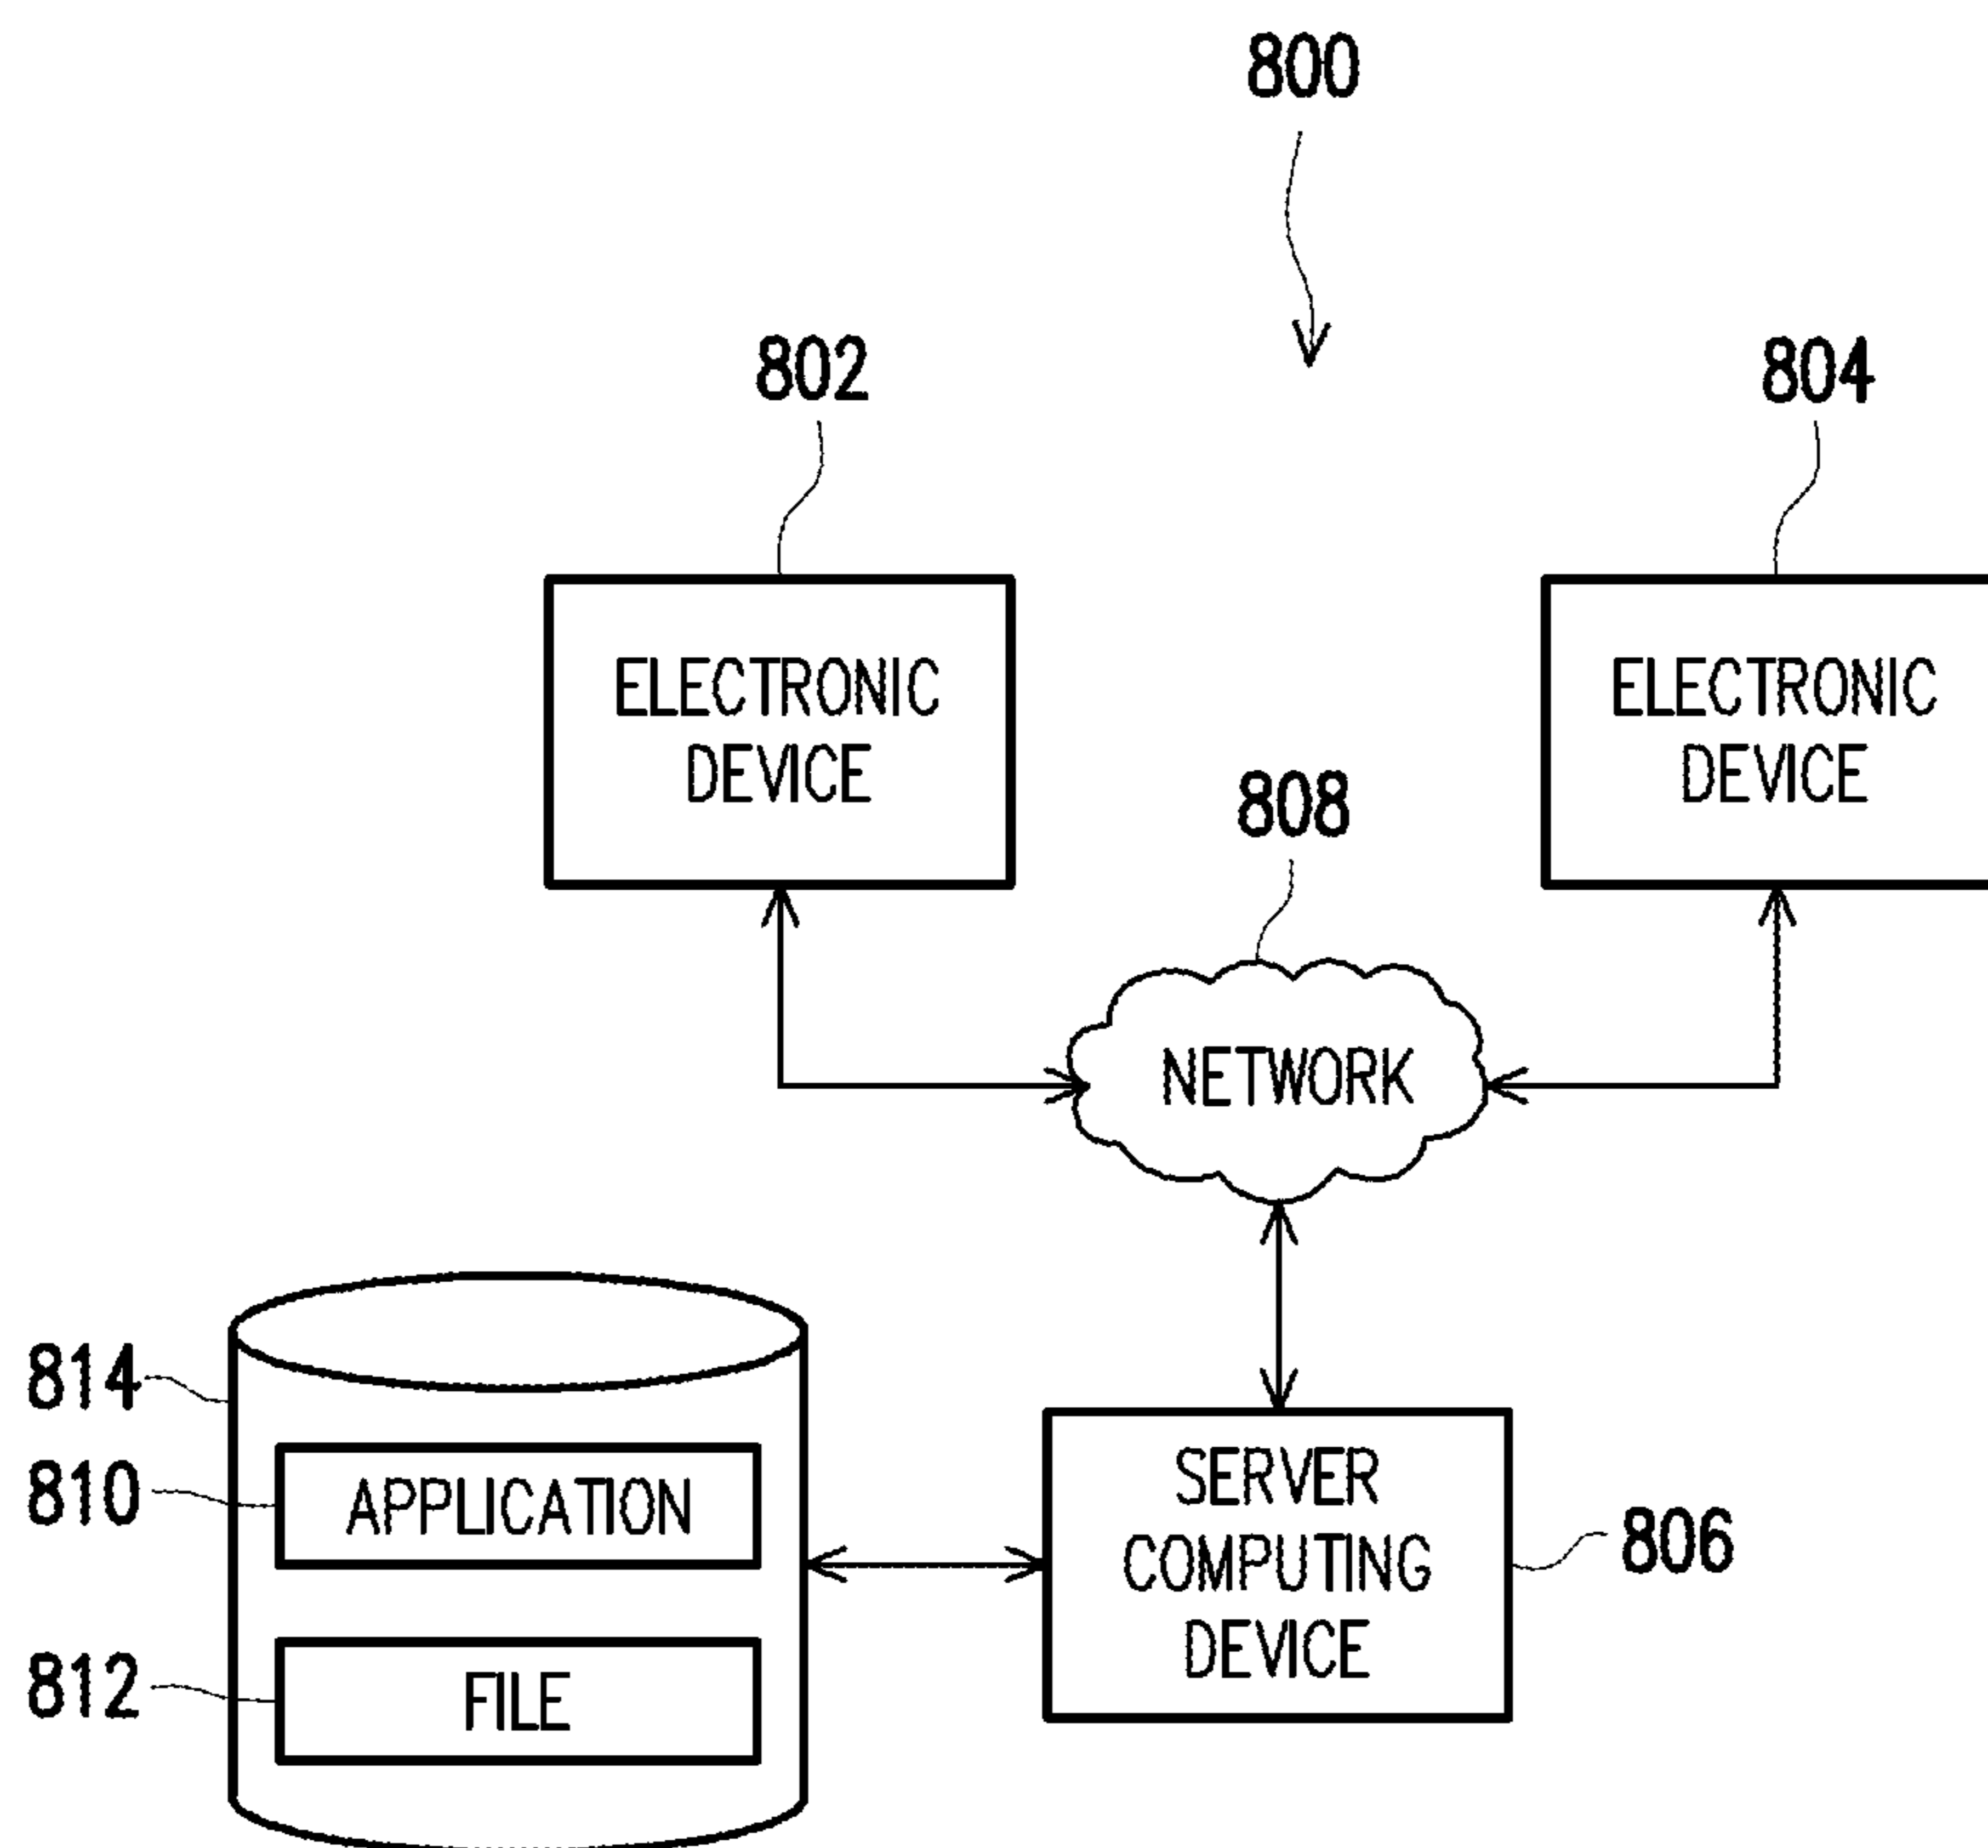 800
802
804
ELECTRONIC
DEVICE
ELECTRONIC
DEVICE
808
NETWORK
814
810
APPLICATION
812
FILE
SERVER
COMPUTING
DEVICE
806